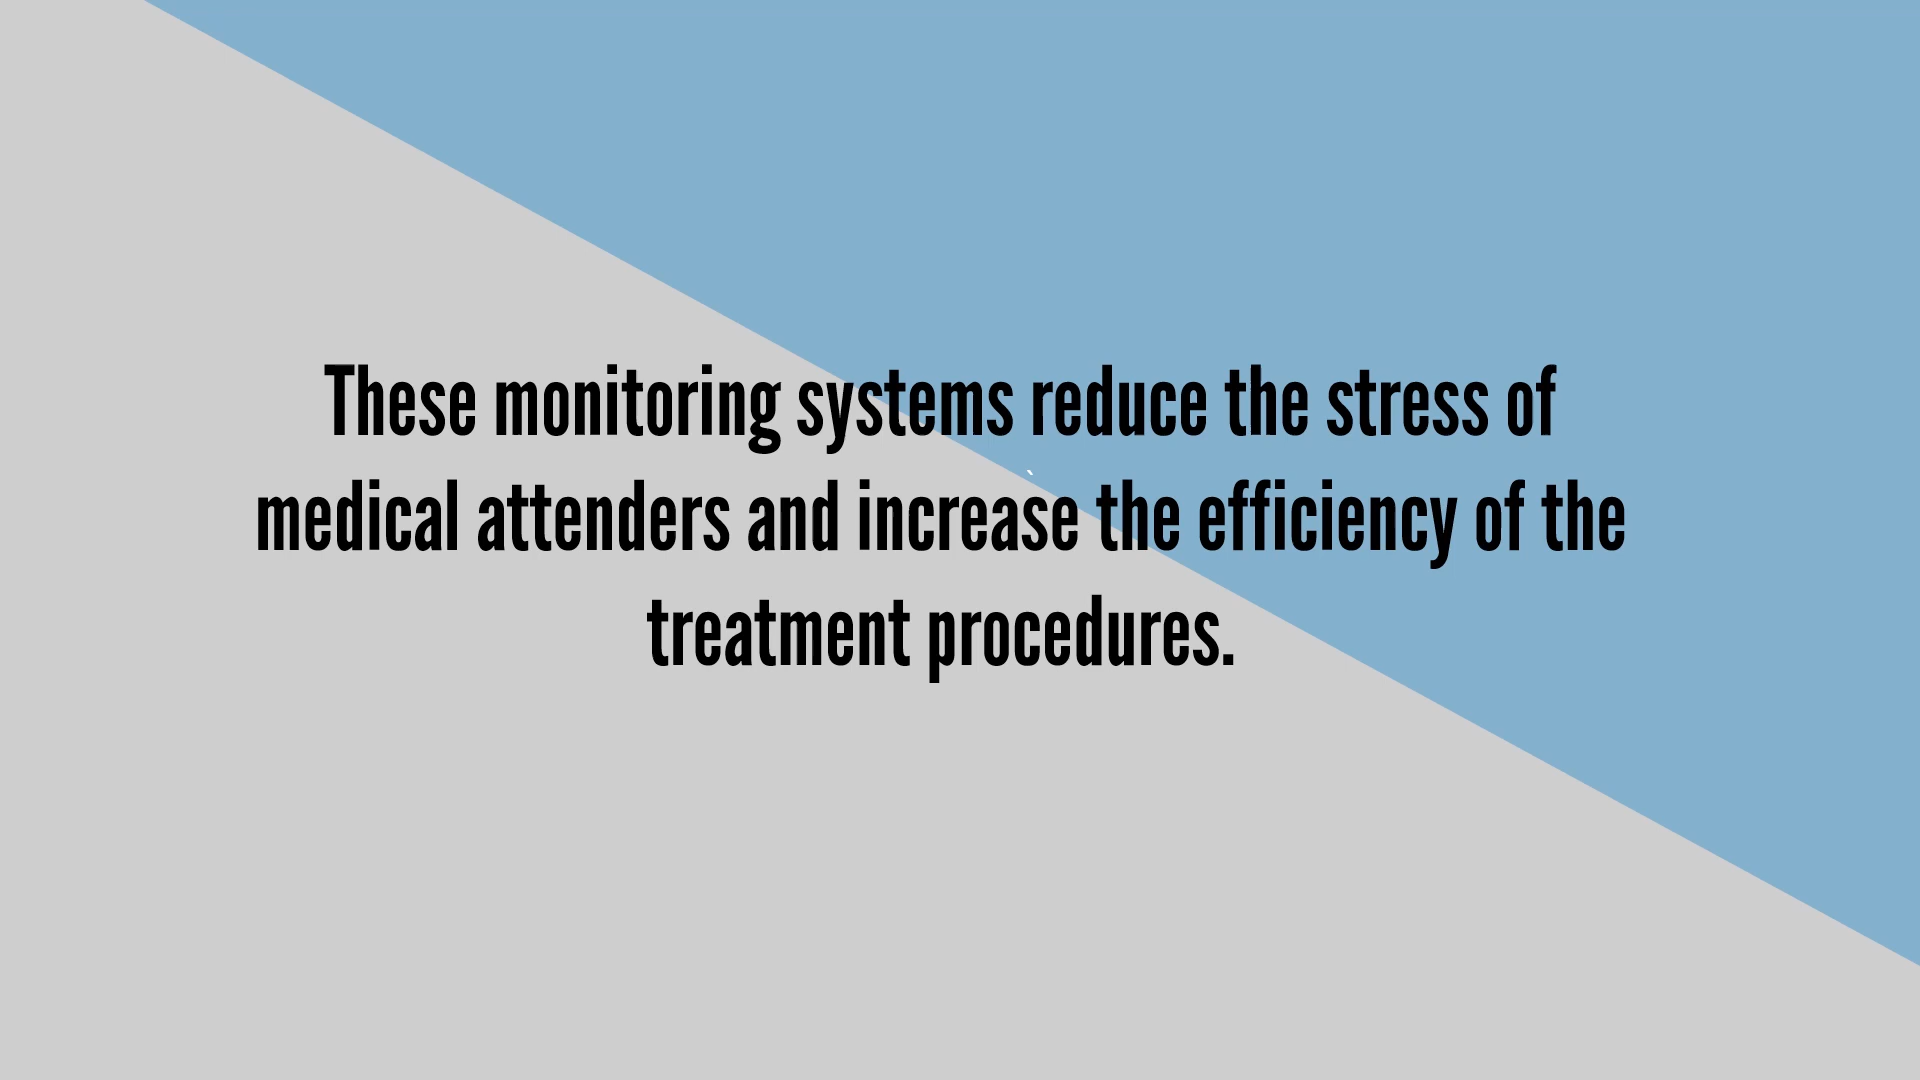 These monitoring systems reduce the stress of
`
medical attenders and increase the efficiency of the
treatment procedures.